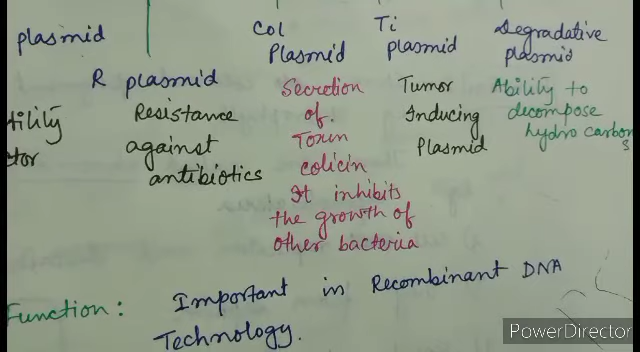 plasmid
R plasmid
Col
Plasmid
Ti
plasmid
Degradative
plasmid
Resistance
against
antibiotics
Secretion
of
Toxin
colicin
It inhibits
the growth of
other bacteria
Tumor
Inducing
Plasmid
Ability to
decompose
hydro carbons
Function: Important in Recombinant DNA
Technology.
PowerDirector